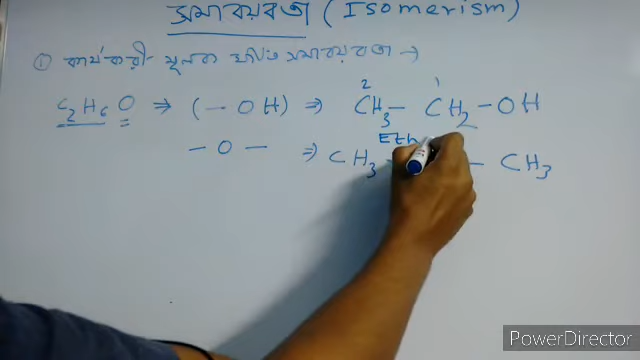 সমাবয়বতা (Isomerism)
① কার্যকরী মূলক ঘটিত সমাবয়বতা →
C2H6O ⇒ (- OH) ⇒ CH3 - CH2 - OH
2 1
Eth
- O - ⇒ CH3 - CH3
PowerDirector